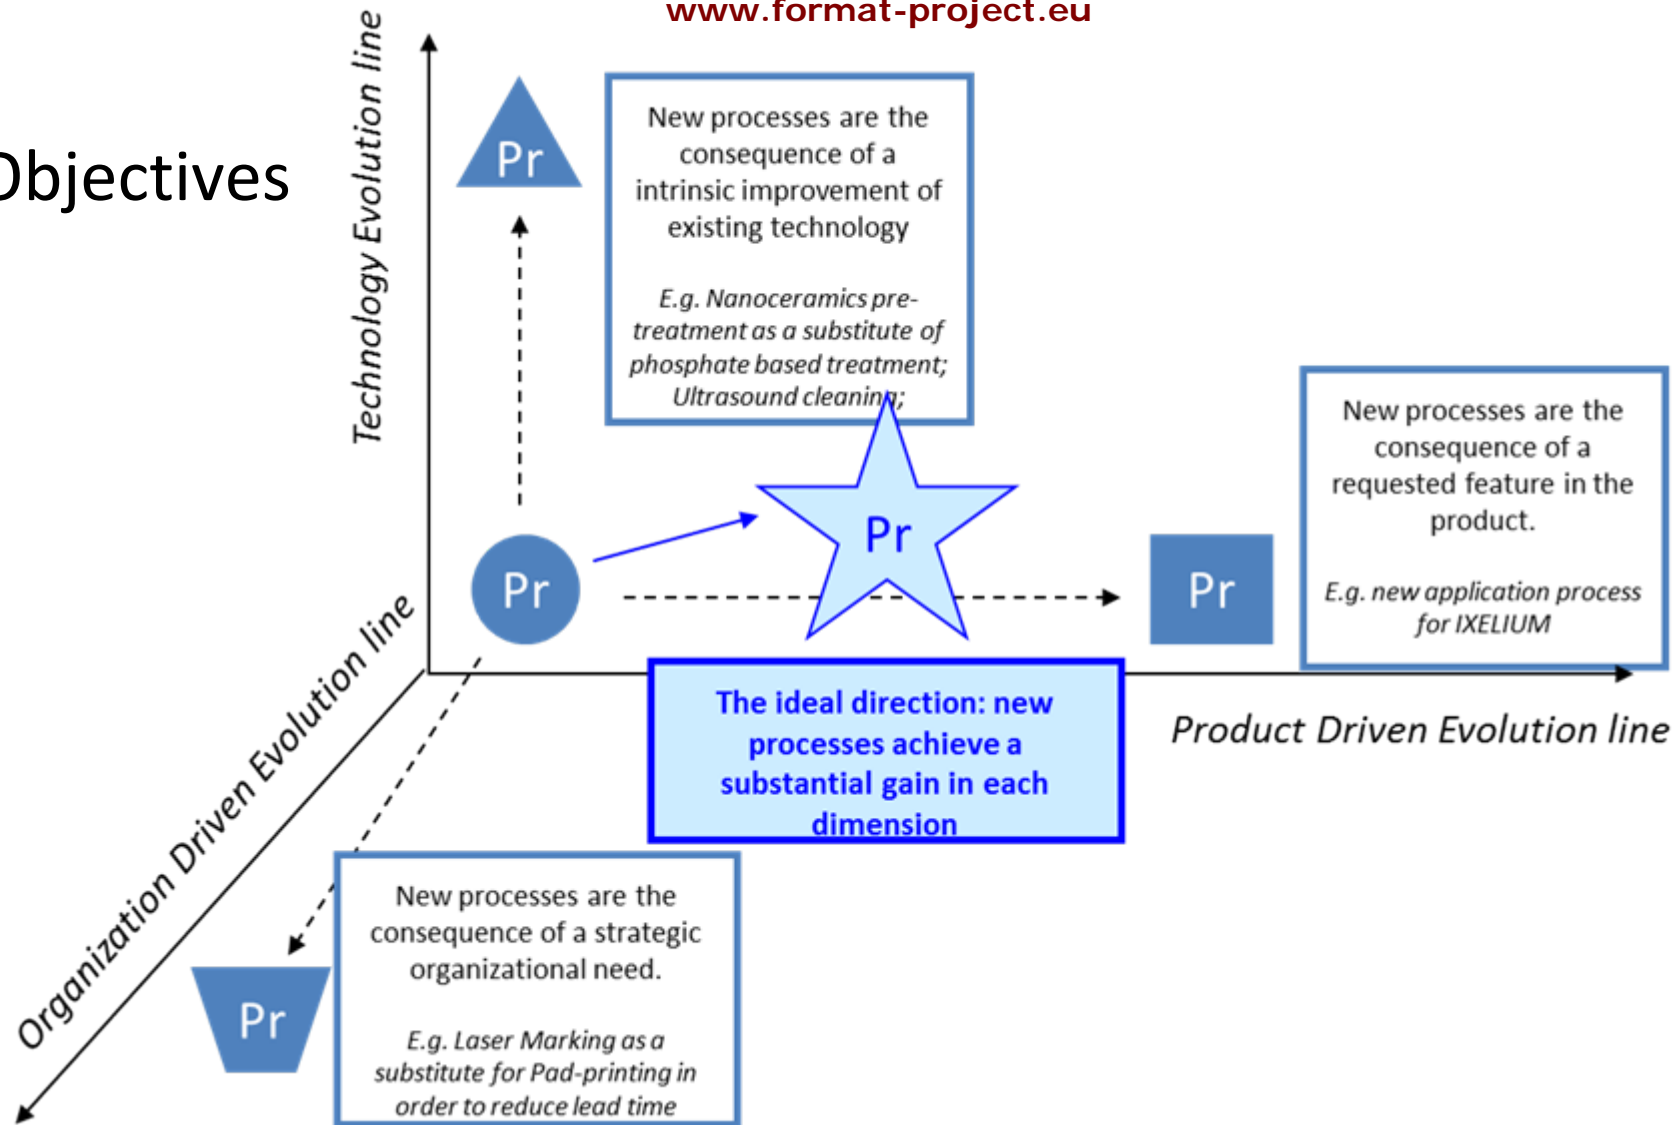 www.format-project.eu
Objectives
Technology Evolution line
Pr
New processes are the
consequence of a
intrinsic improvement of
existing technology
E.g. Nanoceramics pre-
treatment as a substitute of
phosphate based treatment;
Ultrasound cleaning;
Pr
Pr
Pr
New processes are the
consequence of a
requested feature in the
product.
E.g. new application process
for IXELIUM
Product Driven Evolution line
The ideal direction: new
processes achieve a
substantial gain in each
dimension
Organization Driven Evolution line
Pr
New processes are the
consequence of a strategic
organizational need.
E.g. Laser Marking as a
substitute for Pad-printing in
order to reduce lead time